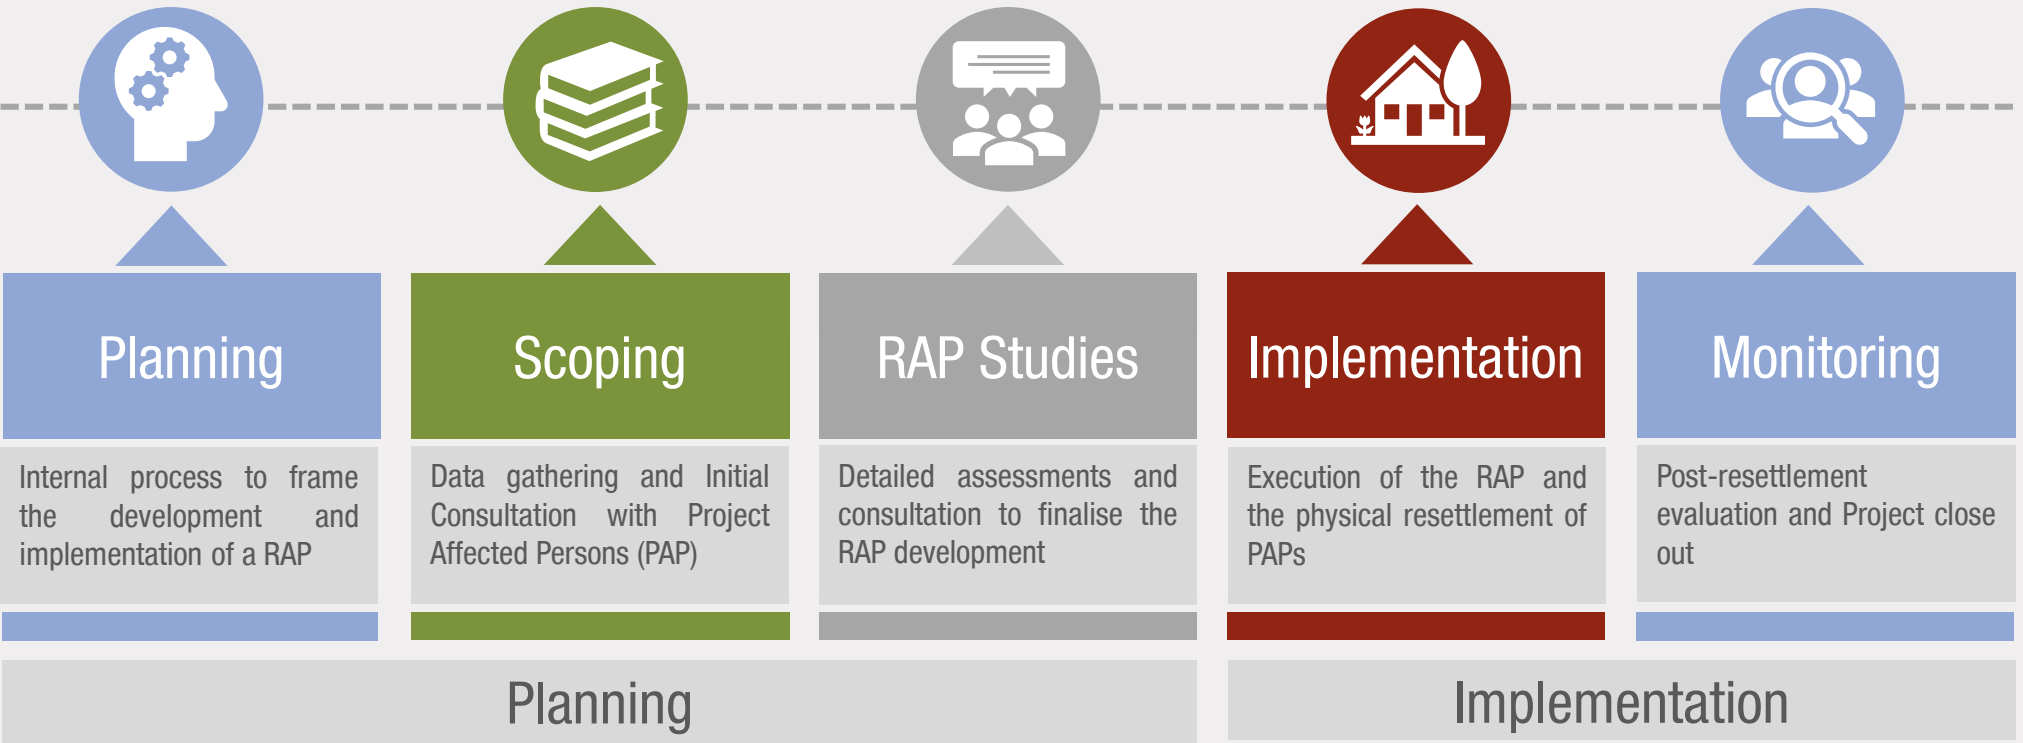 Planning
Internal process to frame
the development and
implementation of a RAP
Scoping
Data gathering and Initial
Consultation with Project
Affected Persons (PAP)
RAP Studies
Detailed assessments and
consultation to finalise the
RAP development
Implementation
Execution of the RAP and
the physical resettlement of
PAPs
Monitoring
Post-resettlement
evaluation and Project close
out
Planning
Implementation